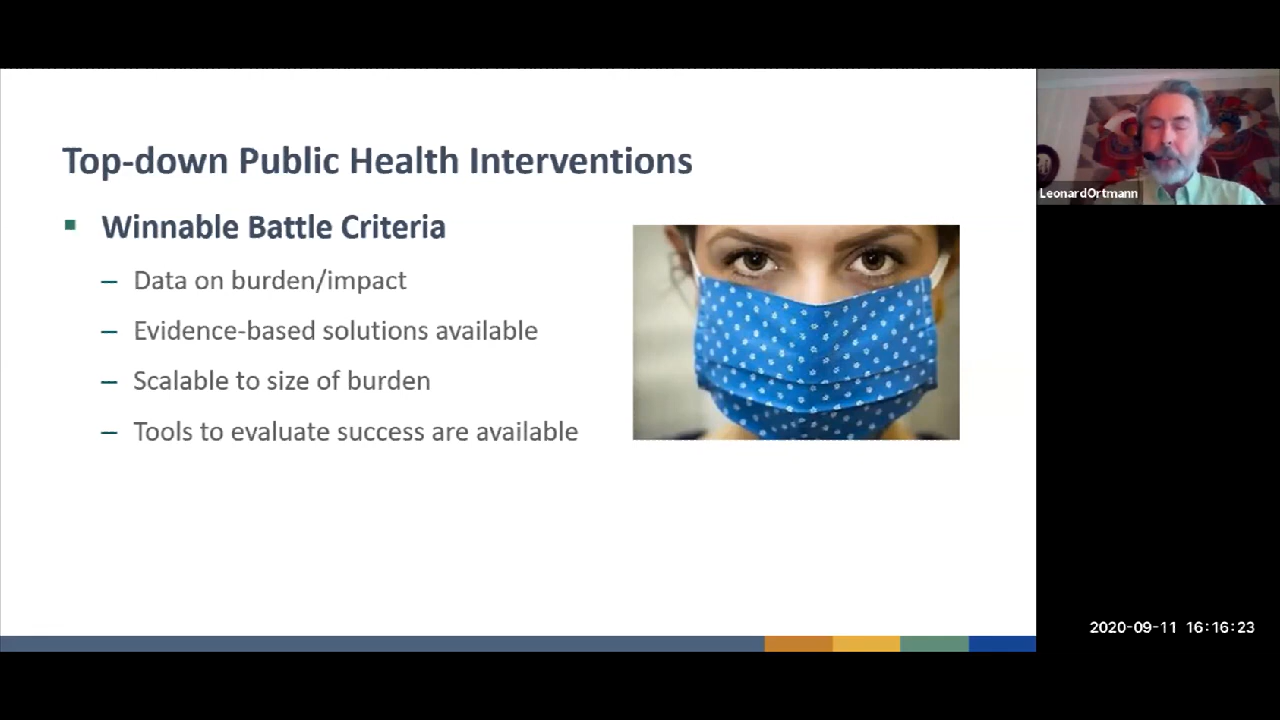 Top-down Public Health Interventions
Winnable Battle Criteria
– Data on burden/impact
– Evidence-based solutions available
– Scalable to size of burden
– Tools to evaluate success are available
LeonardOrtmann
2020-09-11 16:16:23